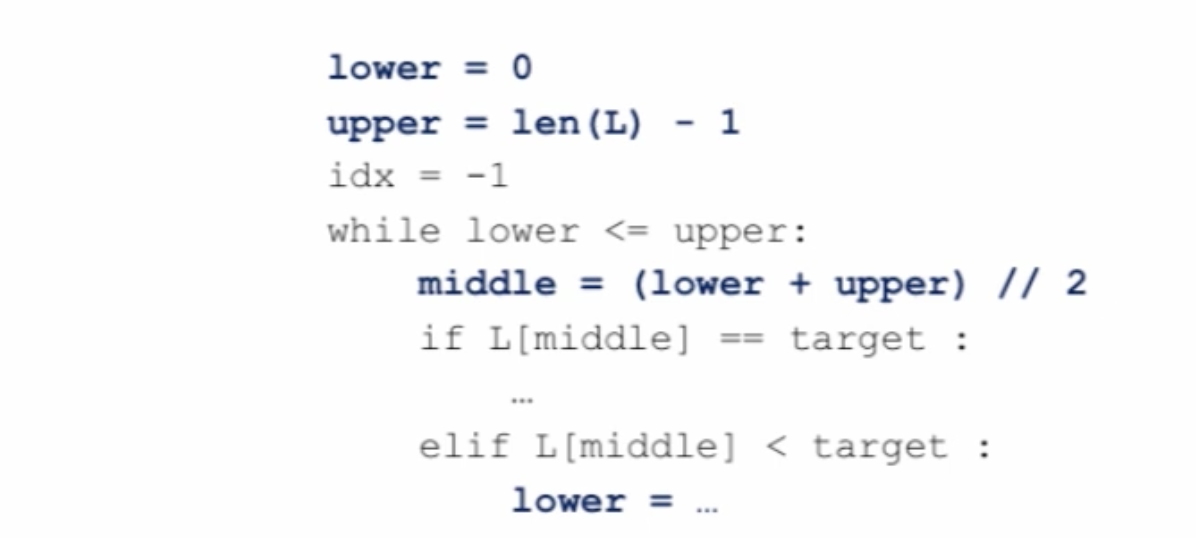 lower = 0
upper = len(L) - 1
idx = -1
while lower <= upper:
    middle = (lower + upper) // 2
    if L[middle] == target :
        …
    elif L[middle] < target :
        lower = …